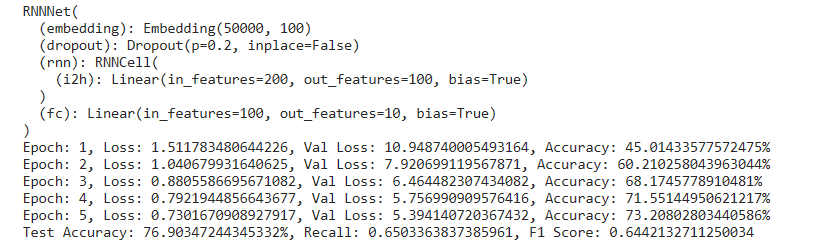 RNNNet(
  (embedding): Embedding(50000, 100)
  (dropout): Dropout(p=0.2, inplace=False)
  (rnn): RNNCell(
    (i2h): Linear(in_features=200, out_features=100, bias=True)
  )
  (fc): Linear(in_features=100, out_features=10, bias=True)
)
Epoch: 1, Loss: 1.511783480644226, Val Loss: 10.948740005493164, Accuracy: 45.01433577572475%
Epoch: 2, Loss: 1.040679931640625, Val Loss: 7.920699119567871, Accuracy: 60.210258043963044%
Epoch: 3, Loss: 0.8805586695671082, Val Loss: 6.464482307434082, Accuracy: 68.1745778910481%
Epoch: 4, Loss: 0.7921944856643677, Val Loss: 5.756990909576416, Accuracy: 71.55144950621217%
Epoch: 5, Loss: 0.7301670908927917, Val Loss: 5.394140720367432, Accuracy: 73.20802803440586%
Test Accuracy: 76.90347244345332%, Recall: 0.6503363837385961, F1 Score: 0.6442132711250034